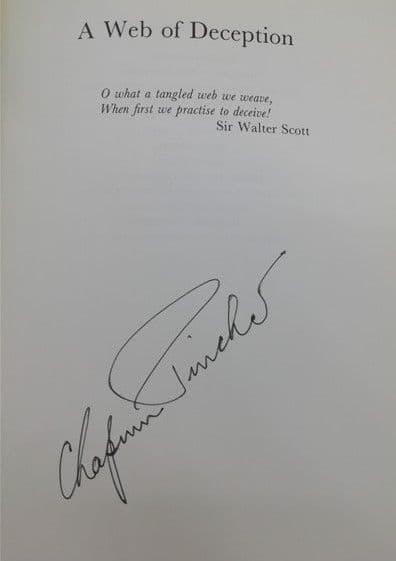 A Web of Deception
O what a tangled web we weave,
When first we practise to deceive!
Sir Walter Scott
Chapman Pincher